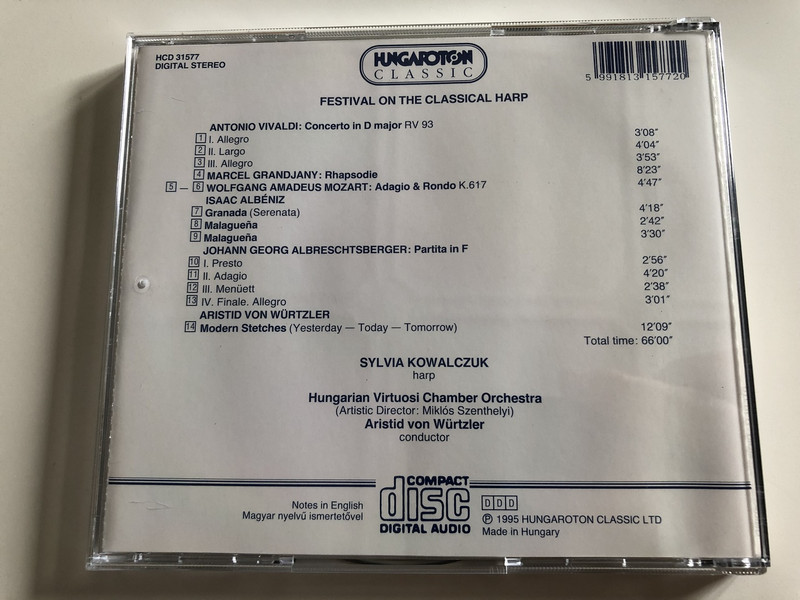 HCD 31577
DIGITAL STEREO
HUNGAROTON
CLASSIC
5 991813 157720
FESTIVAL ON THE CLASSICAL HARP
ANTONIO VIVALDI: Concerto in D major RV 93
1 I. Allegro 3′08″
2 II. Largo 4′04″
3 III. Allegro 3′53″
4 MARCEL GRANDJANY: Rhapsodie 8′23″
5 — 6 WOLFGANG AMADEUS MOZART: Adagio & Rondo K.617 4′47″
ISAAC ALBÉNIZ
7 Granada (Serenata) 4′18″
8 Malagueña 2′42″
9 Malagueña 3′30″
JOHANN GEORG ALBRESCHTSBERGER: Partita in F
10 I. Presto 2′56″
11 II. Adagio 4′20″
12 III. Menüett 2′38″
13 IV. Finale. Allegro 3′01″
ARISTID VON WÜRTZLER
14 Modern Stetches (Yesterday — Today — Tomorrow) 12′09″
Total time: 66′00″
SYLVIA KOWALCZUK
harp
Hungarian Virtuosi Chamber Orchestra
(Artistic Director: Miklós Szenthelyi)
Aristid von Würtzler
conductor
Notes in English
Magyar nyelvű ismertetővel
COMPACT
disc
DIGITAL AUDIO
DDD
℗ 1995 HUNGAROTON CLASSIC LTD
Made in Hungary